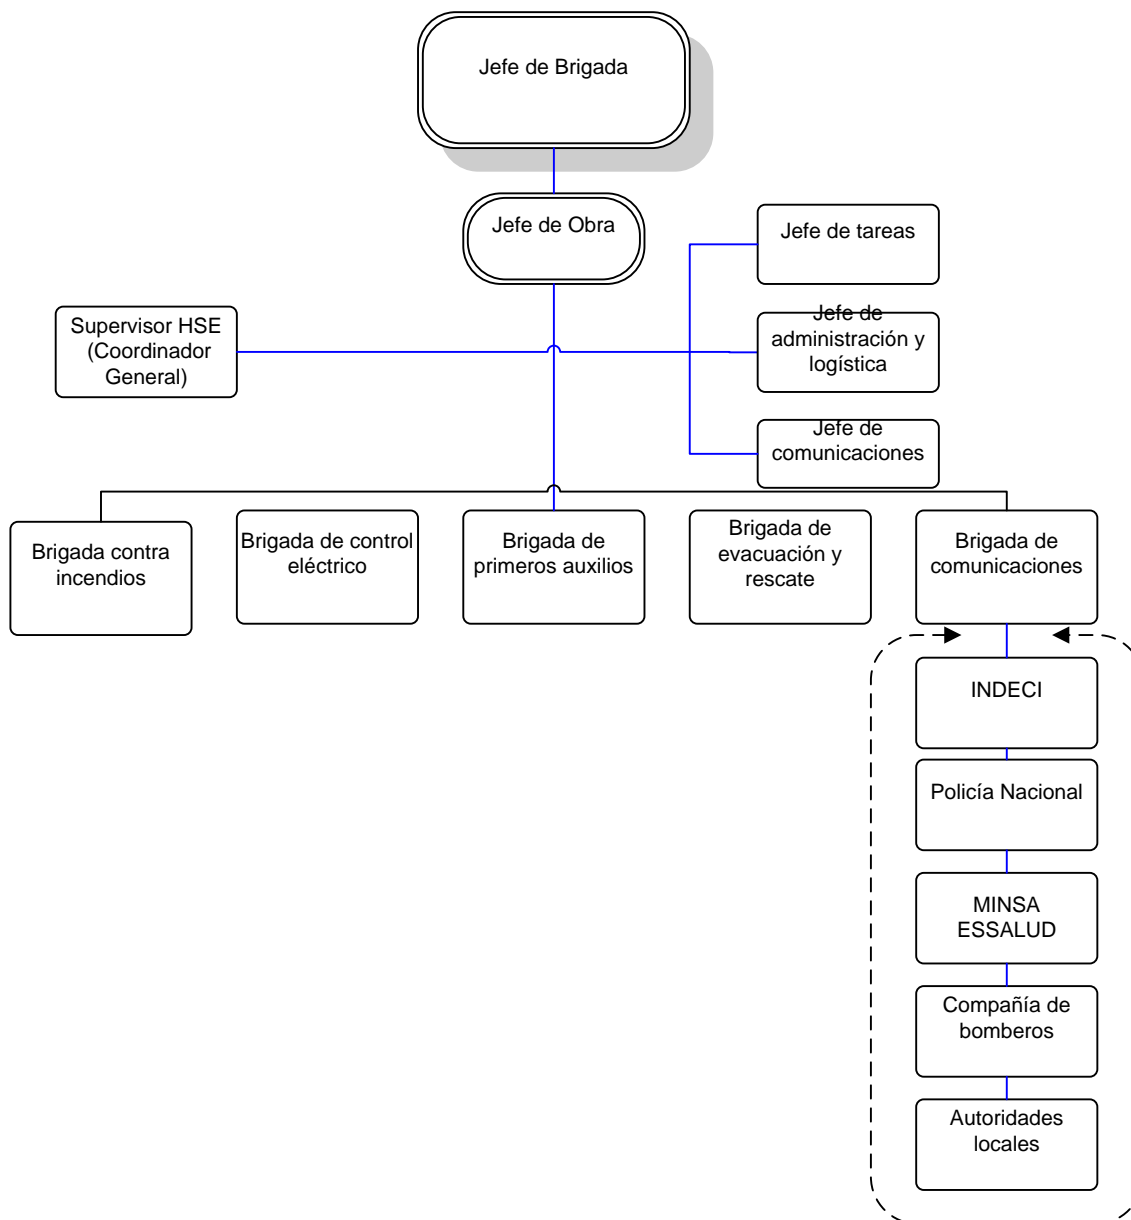 Jefe de Brigada
Jefe de Obra
Jefe de tareas
Supervisor HSE
(Coordinador
General)
Jefe de
administración y
logística
Jefe de
comunicaciones
Brigada contra
incendios
Brigada de control
eléctrico
Brigada de
primeros auxilios
Brigada de
evacuación y
rescate
Brigada de
comunicaciones
INDECI
Policía Nacional
MINSA
ESSALUD
Compañía de
bomberos
Autoridades
locales